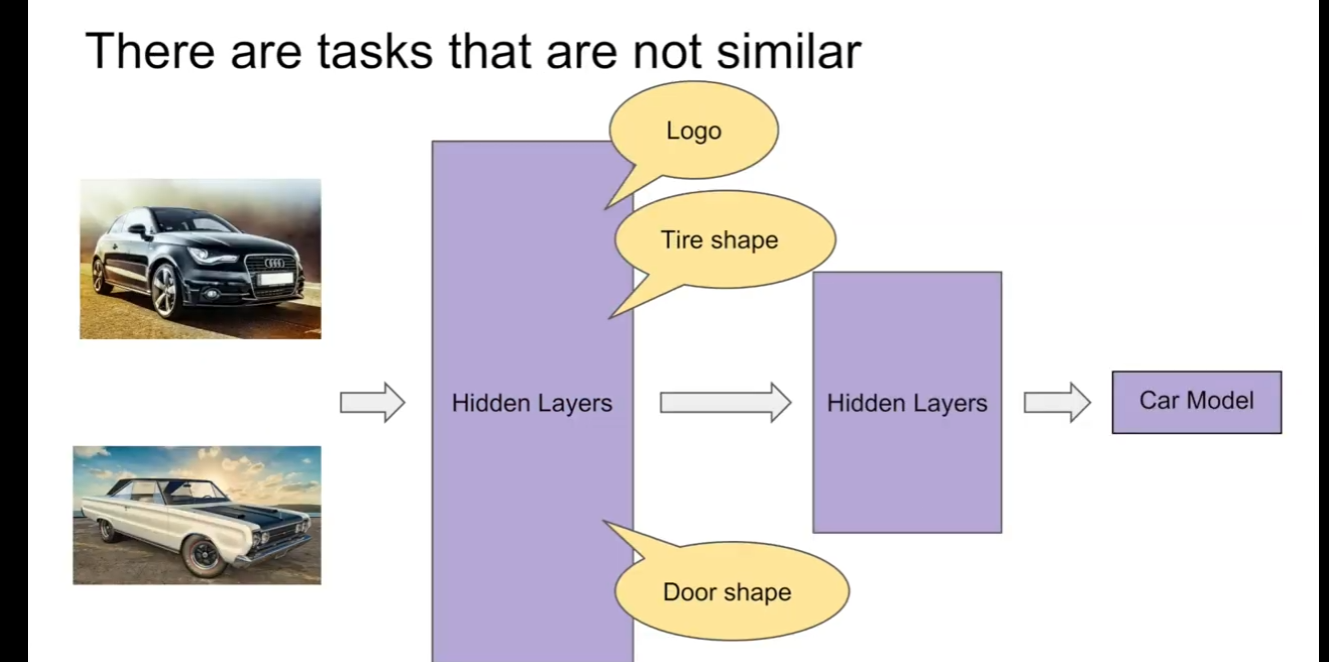 There are tasks that are not similar
Logo
Tire shape
Hidden Layers
Hidden Layers
Car Model
Door shape